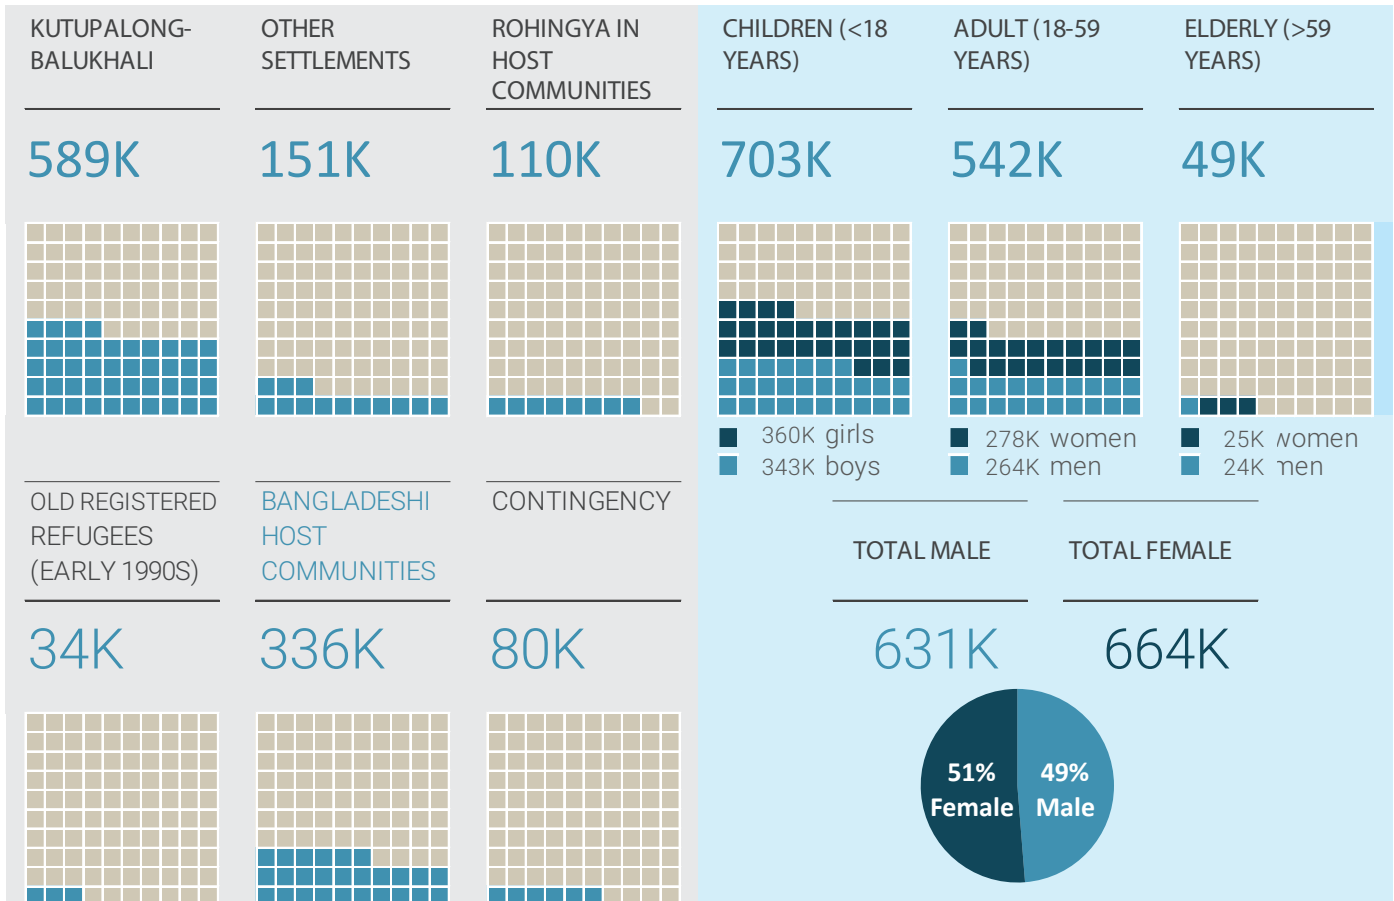 KUTUPALONG-
BALUKHALI
589K
OTHER
SETTLEMENTS
151K
ROHINGYA IN
HOST
COMMUNITIES
110K
CHILDREN (<18
YEARS)
703K
360K girls
343K boys
ADULT (18-59
YEARS)
542K
278K women
264K men
ELDERLY (>59
YEARS)
49K
25K women
24K men
OLD REGISTERED
REFUGEES
(EARLY 1990S)
34K
BANGLADESHI
HOST
COMMUNITIES
336K
CONTINGENCY
80K
TOTAL MALE
631K
TOTAL FEMALE
664K
51%
Female
49%
Male